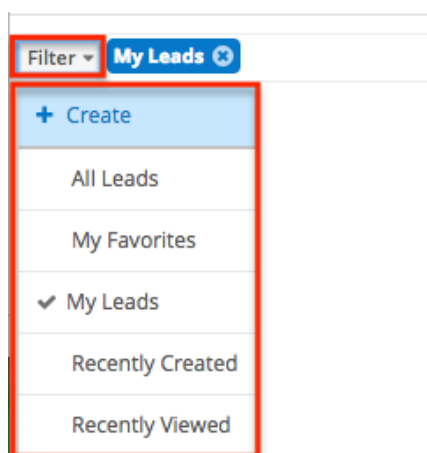 Filter My Leads
Create
All Leads
My Favorites
My Leads
Recently Created
Recently Viewed